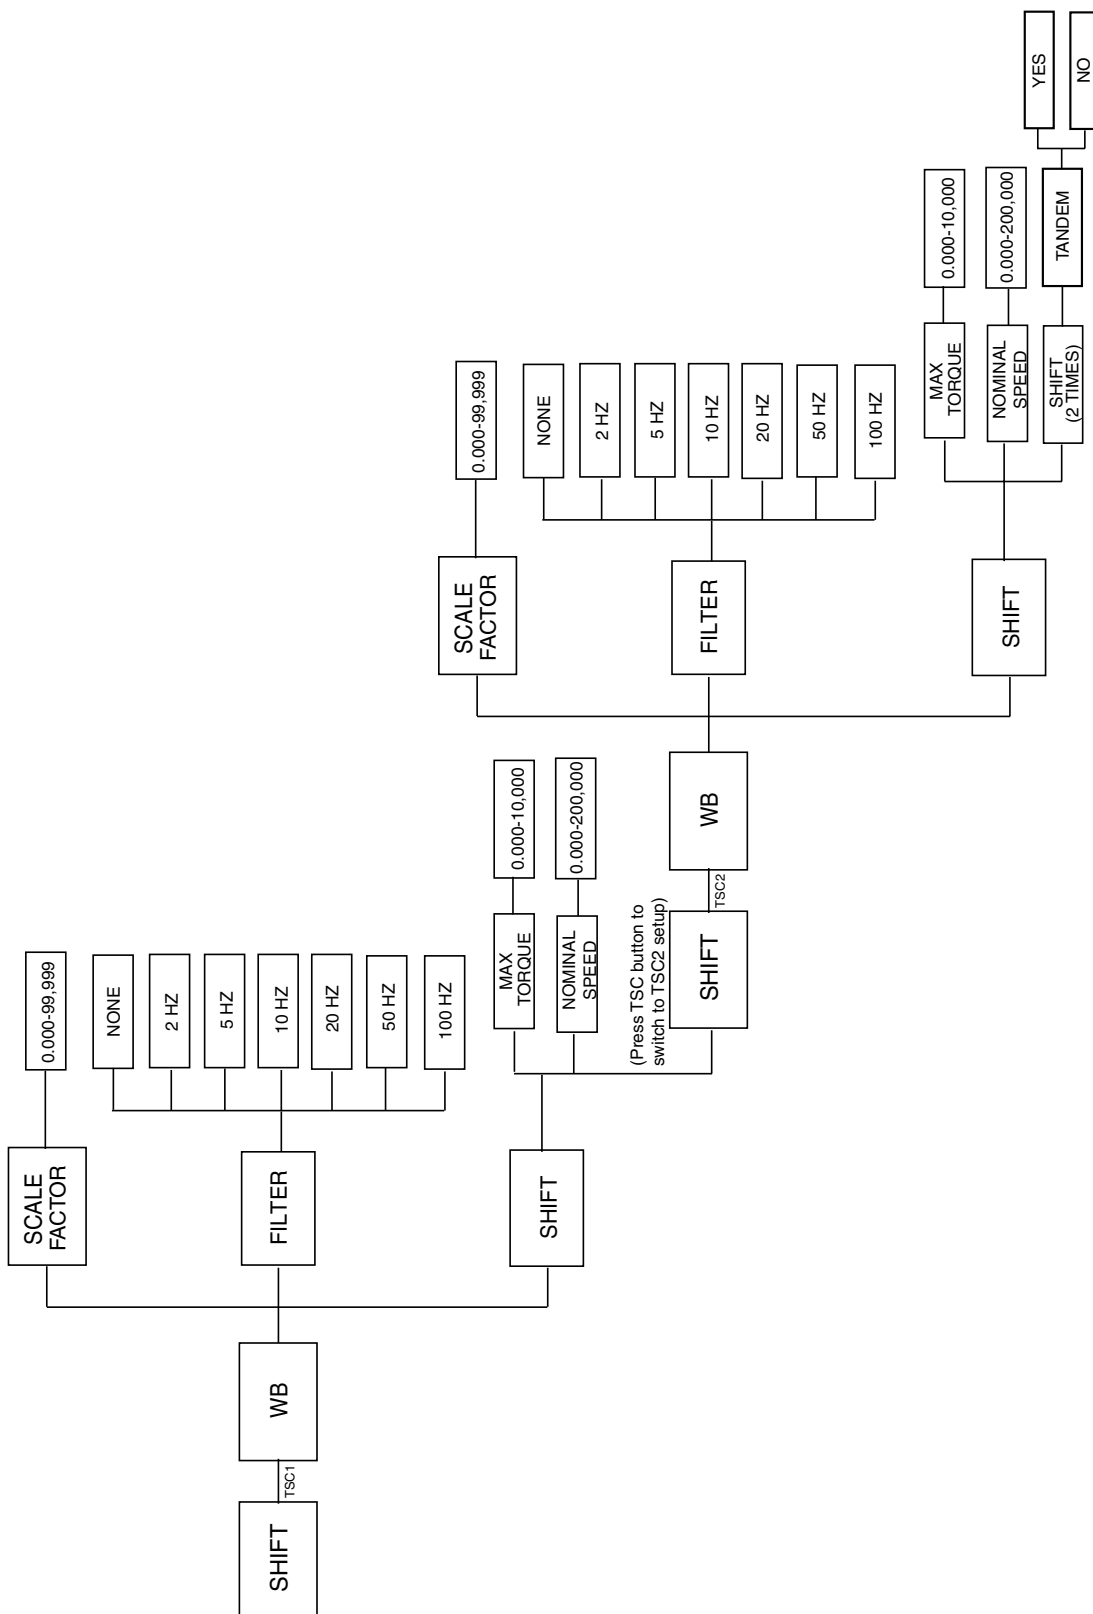 SHIFT
TSC1
WB
SCALE
FACTOR
0.000-99,999
FILTER
NONE
2 HZ
5 HZ
10 HZ
20 HZ
50 HZ
100 HZ
SHIFT
MAX
TORQUE
0.000-10,000
NOMINAL
SPEED
0.000-200,000
(Press TSC button to
switch to TSC2 setup)
SHIFT
TSC2
WB
SCALE
FACTOR
0.000-99,999
FILTER
NONE
2 HZ
5 HZ
10 HZ
20 HZ
50 HZ
100 HZ
SHIFT
MAX
TORQUE
0.000-10,000
NOMINAL
SPEED
0.000-200,000
SHIFT
(2 TIMES)
TANDEM
YES
NO